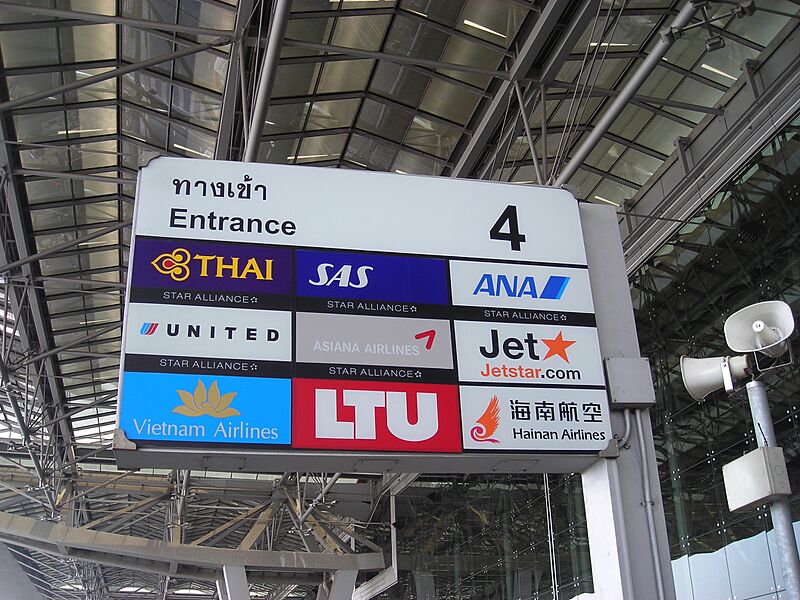 ทางเข้า
Entrance
4
THAI
STAR ALLIANCE
SAS
STAR ALLIANCE
ANA
STAR ALLIANCE
UNITED
STAR ALLIANCE
ASIANA AIRLINES
STAR ALLIANCE
Jet
Jetstar.com
Vietnam Airlines
LTU
海南航空
Hainan Airlines